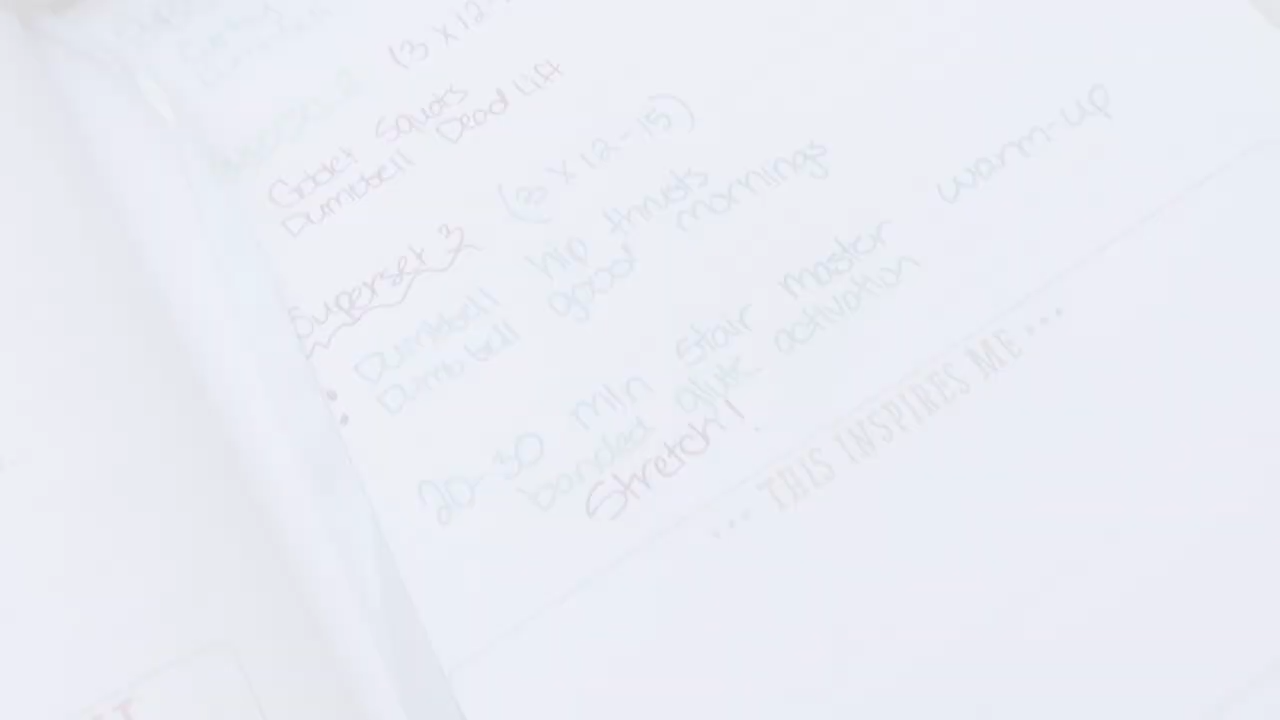 (3 x 12-
Goblet Squats
Dumbbell Dead Lift
Superset 3 (3 x 12-15)
Dumbbell hip thrusts
Dumbbell good mornings
20-30 min stair master warm-up
banded glute activation
Stretch!
... THIS INSPIRES ME ...